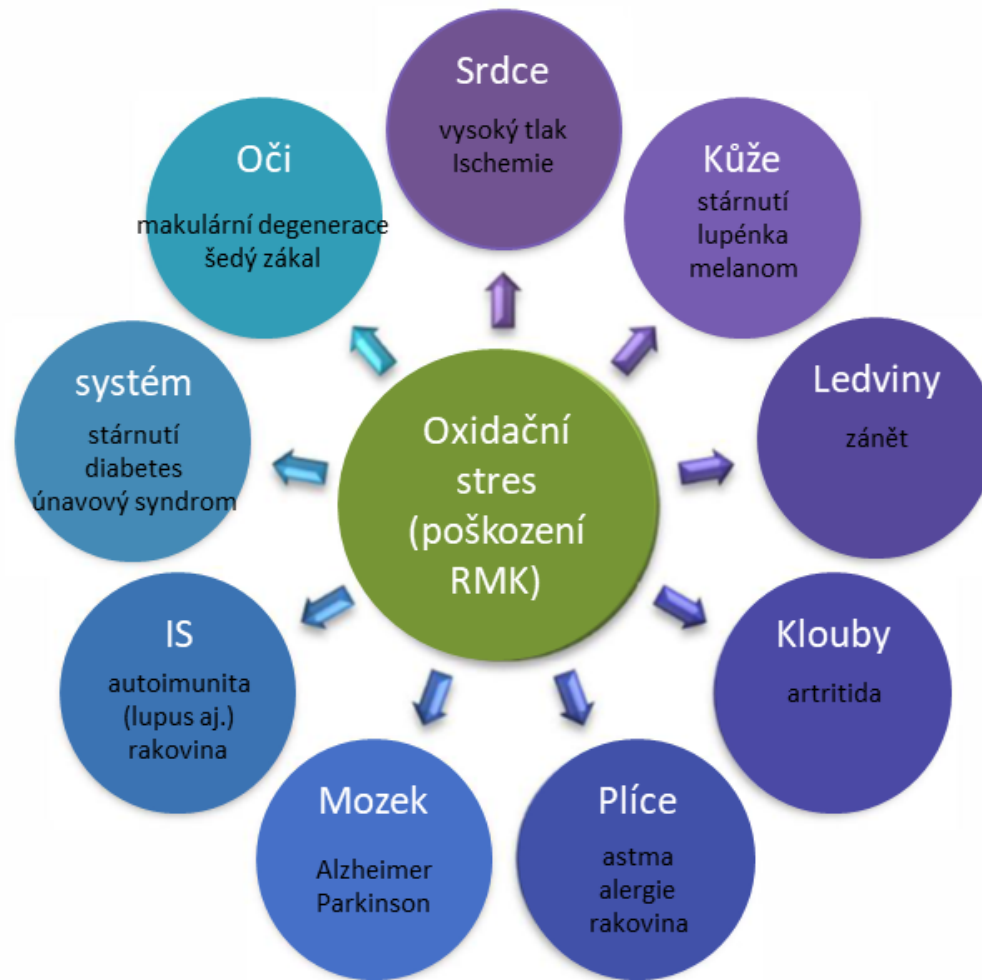 Srdce
vysoký tlak
Ischemie
Kůže
stárnutí
lupénka
melanom
Ledviny
zánět
Klouby
artritida
Plíce
astma
alergie
rakovina
Mozek
Alzheimer
Parkinson
IS
autoimunita
(lupus aj.)
rakovina
systém
stárnutí
diabetes
únavový syndrom
Oči
makulární degenerace
šedý zákal
Oxidační
stres
(poškození
RMK)